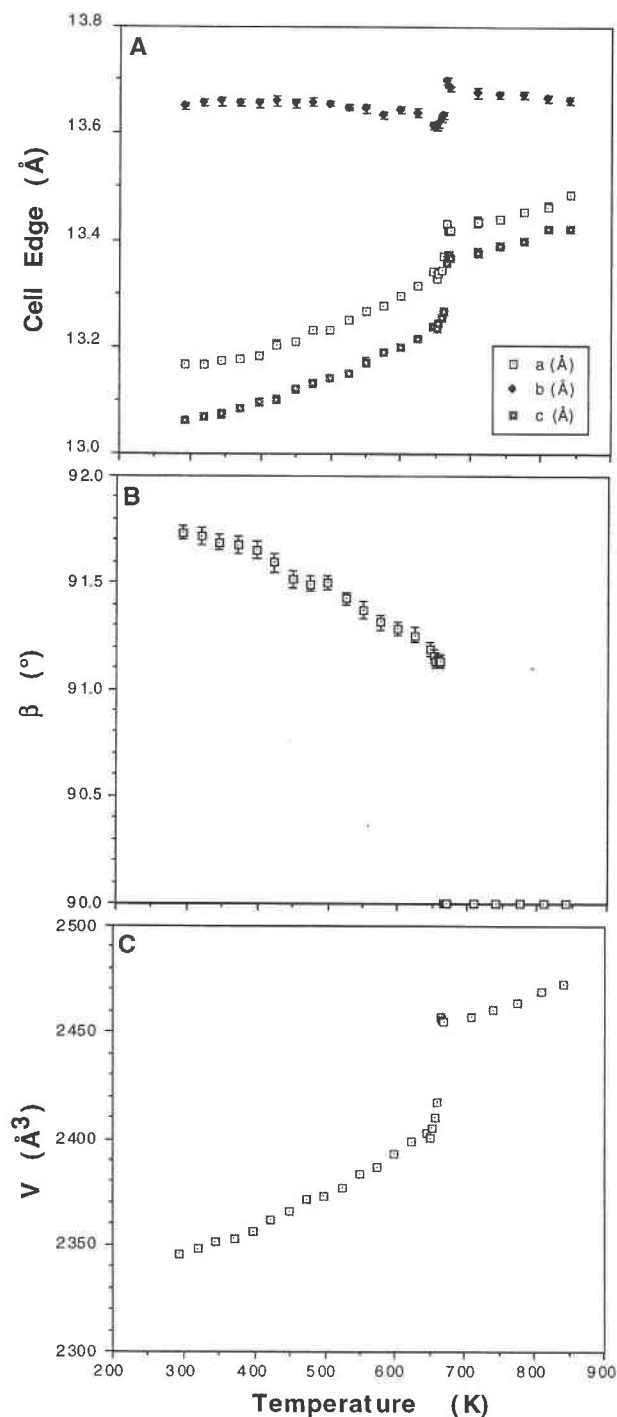 A
Cell Edge (Å)
13.8
13.6
13.4
13.2
13.0
a (Å)
b (Å)
c (Å)
B
β (°)
92.0
91.5
91.0
90.5
90.0
C
V (Å3)
2500
2450
2400
2350
2300
200 300 400 500 600 700 800 900
Temperature (K)